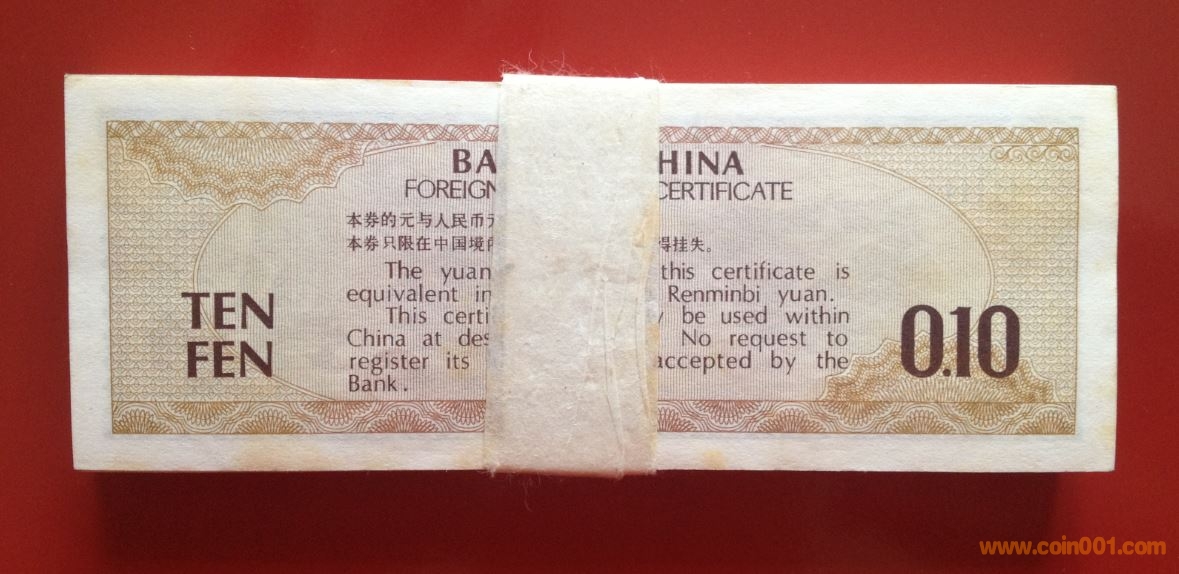 BA HINA
FOREIGN CERTIFICATE
本券的元与人民币元
本券只限在中国境 得挂失。
The yuan this certificate is
equivalent in Renminbi yuan.
This certi y be used within
China at des No request to
register its accepted by the
Bank.
TEN
FEN
0.10
www.coin001.com